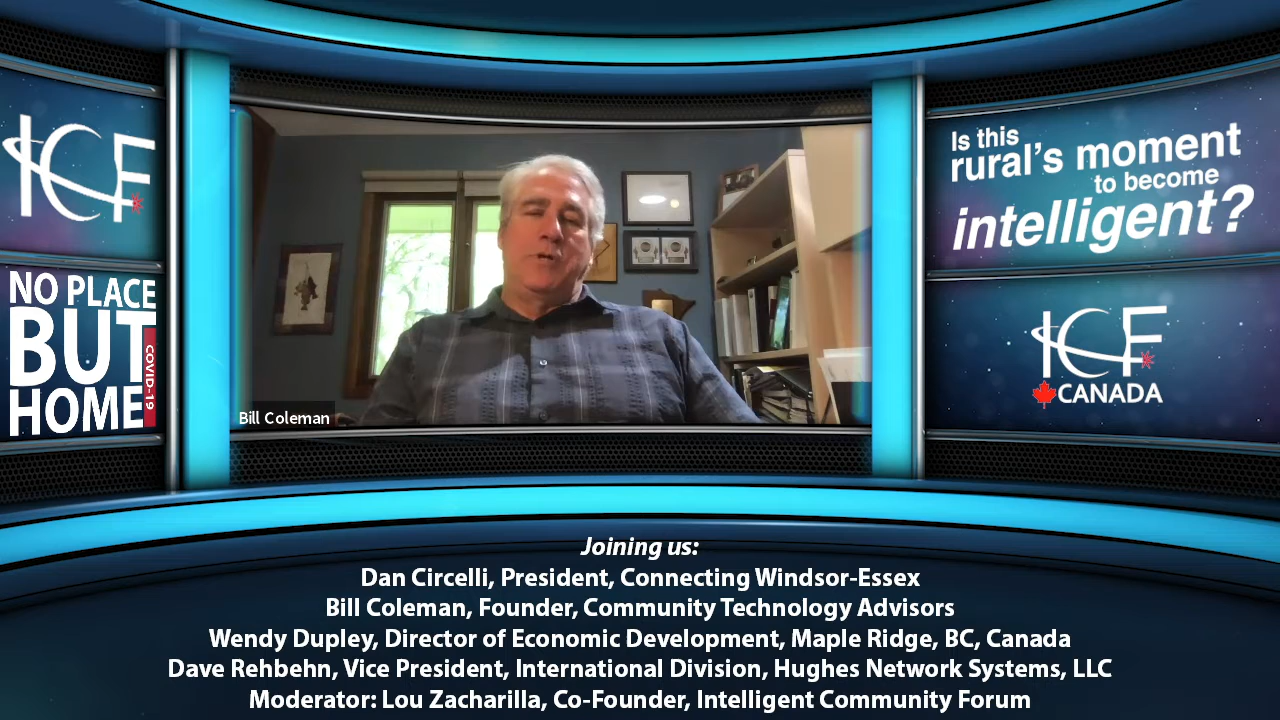 ICF
NO PLACE
BUT
HOME
COVID-19
Bill Coleman
Is this
rural's moment
to become
intelligent?
ICF
CANADA
Joining us:
Dan Circelli, President, Connecting Windsor-Essex
Bill Coleman, Founder, Community Technology Advisors
Wendy Dupley, Director of Economic Development, Maple Ridge, BC, Canada
Dave Rehbehn, Vice President, International Division, Hughes Network Systems, LLC
Moderator: Lou Zacharilla, Co-Founder, Intelligent Community Forum